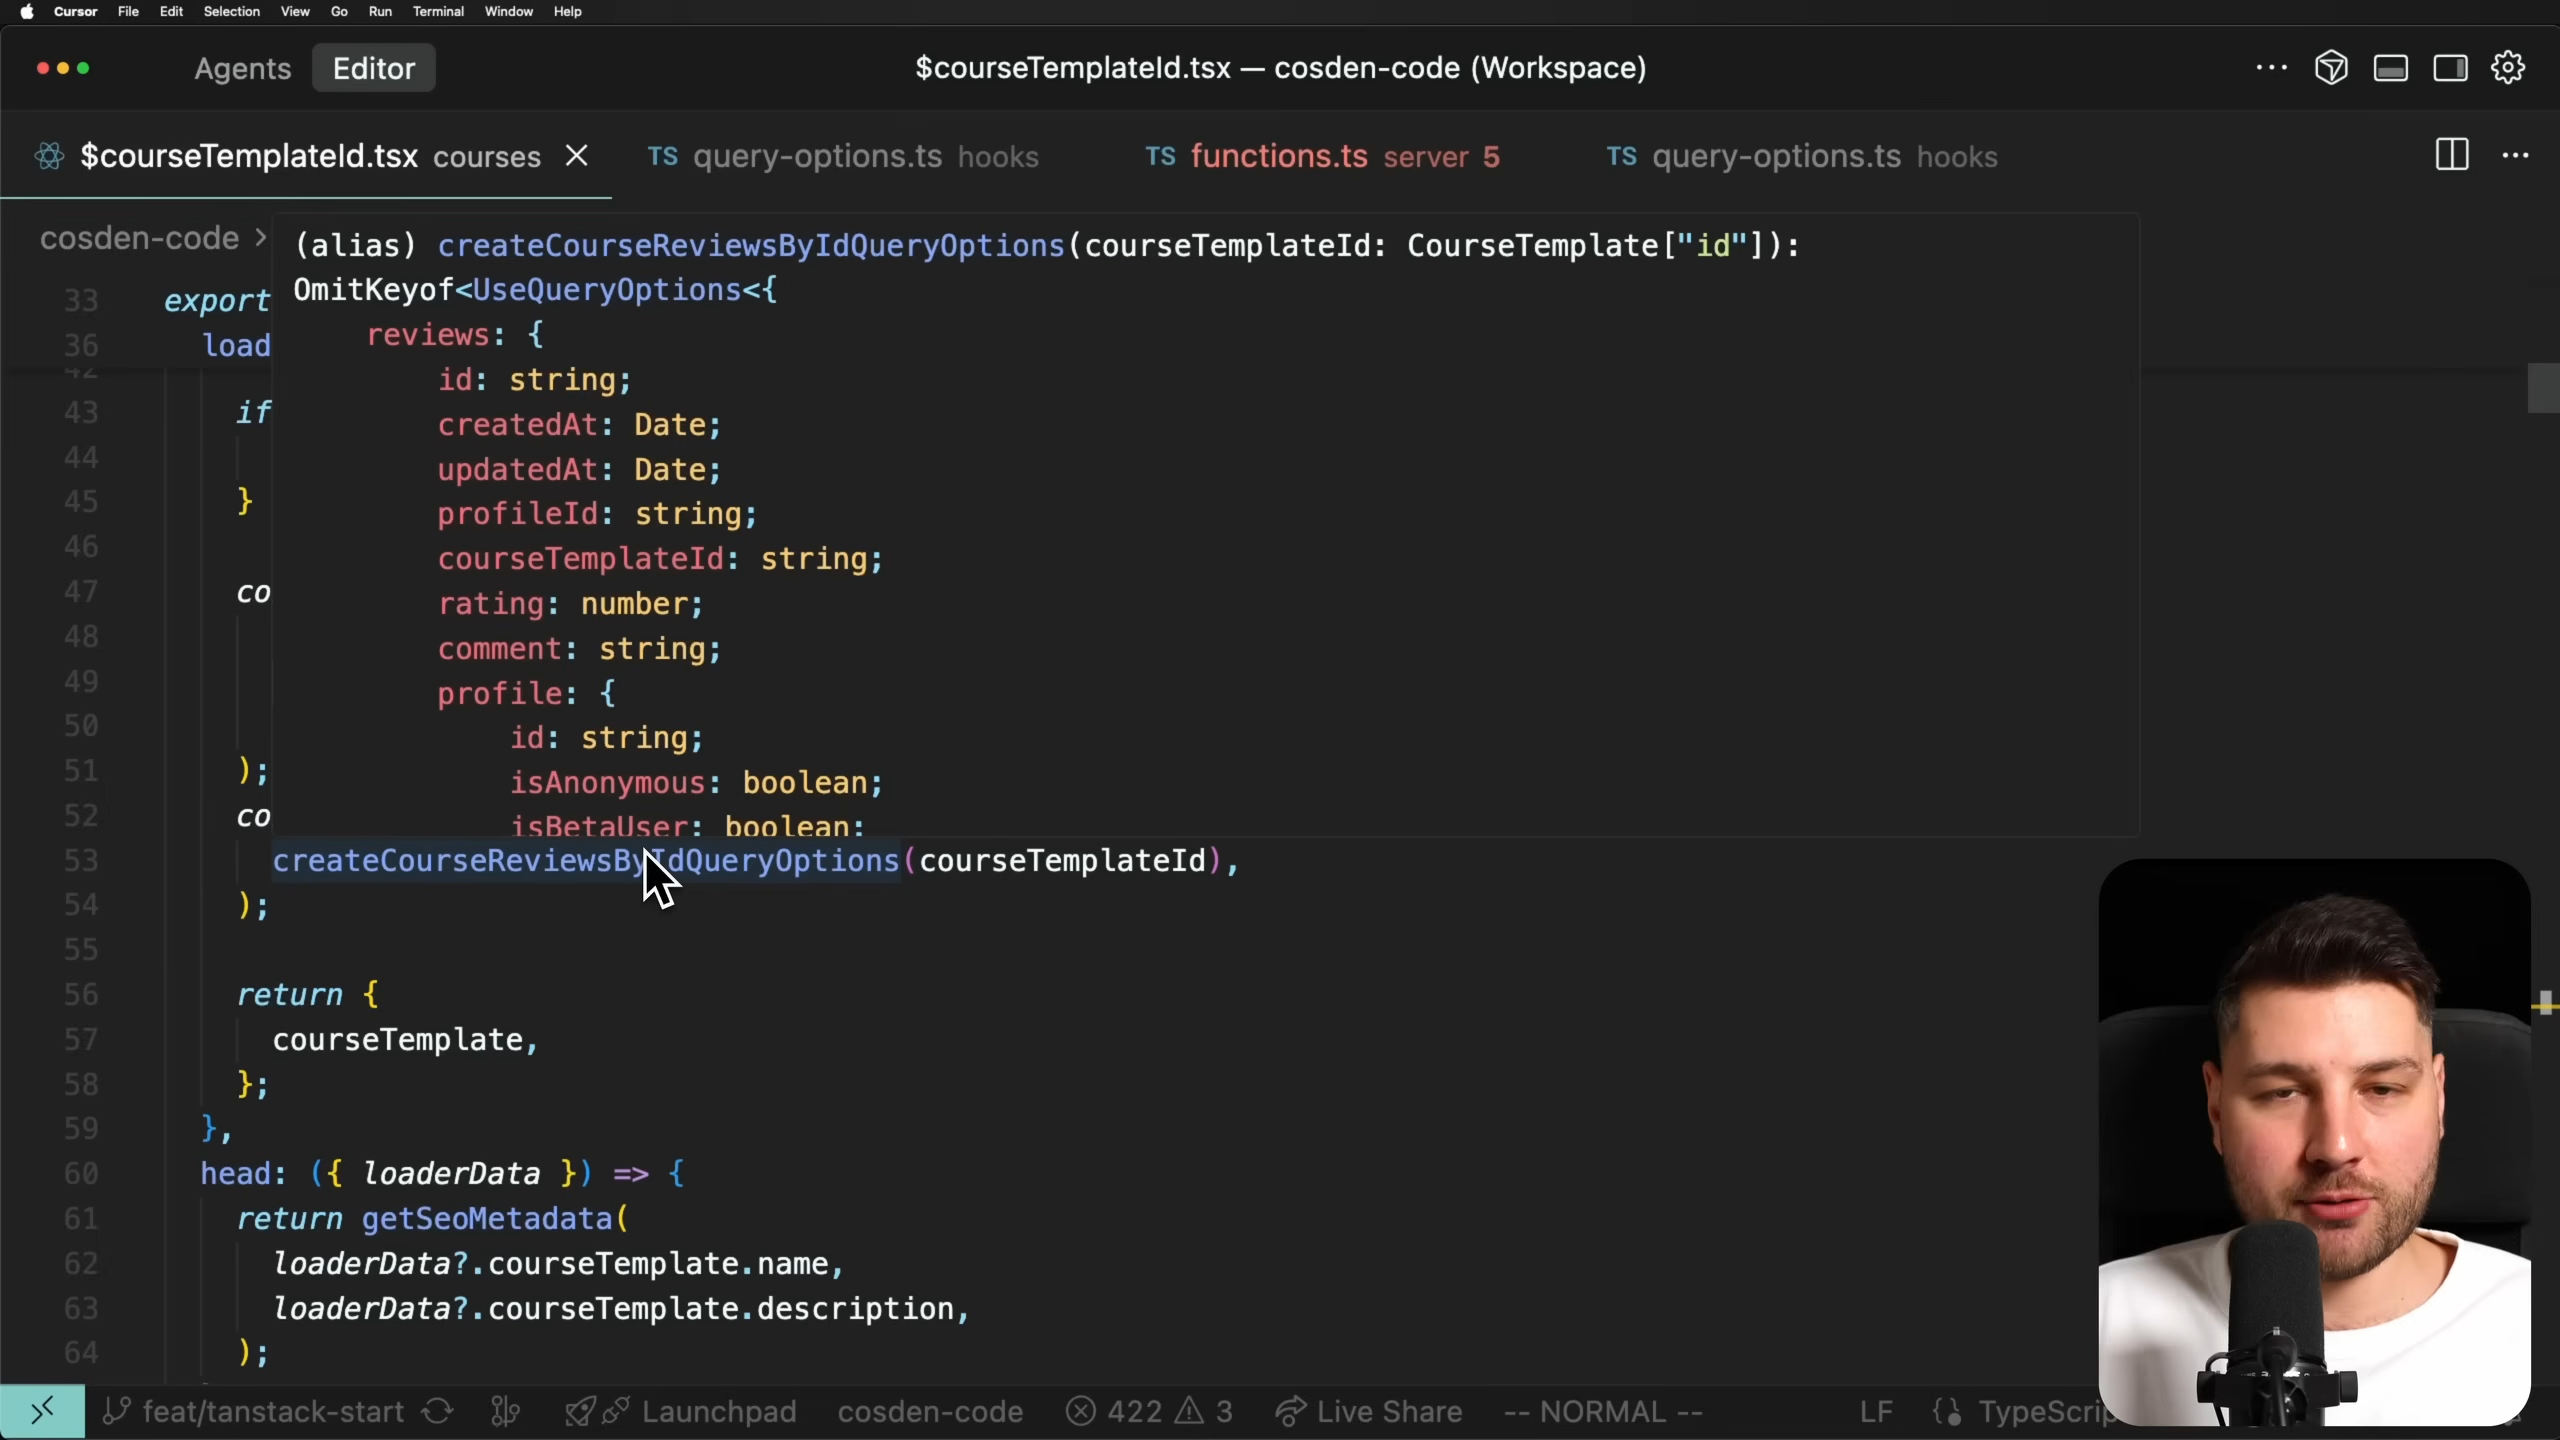 Cursor File Edit Selection View Go Run Terminal Window Help
Agents Editor $courseTemplateId.tsx — cosden-code (Workspace)
$courseTemplateId.tsx courses TS query-options.ts hooks TS functions.ts server 5 TS query-options.ts hooks
cosden-code >
(alias) createCourseReviewsByIdQueryOptions(courseTemplateId: CourseTemplate["id"]):
OmitKeyof<UseQueryOptions<{
reviews: {
id: string;
createdAt: Date;
updatedAt: Date;
profileId: string;
courseTemplateId: string;
rating: number;
comment: string;
profile: {
id: string;
isAnonymous: boolean;
isBetaUser: boolean;
33 export
36 load
42
43 if
44
45 }
46
47 co
48
49
50
51 );
52 co
53 createCourseReviewsByIdQueryOptions(courseTemplateId),
54 );
55
56 return {
57 courseTemplate,
58 };
59 },
60 head: ({ loaderData }) => {
61 return getSeoMetadata(
62 loaderData?.courseTemplate.name,
63 loaderData?.courseTemplate.description,
64 );
feat/tanstack-start Launchpad cosden-code 422 3 Live Share -- NORMAL -- LF TypeScrip